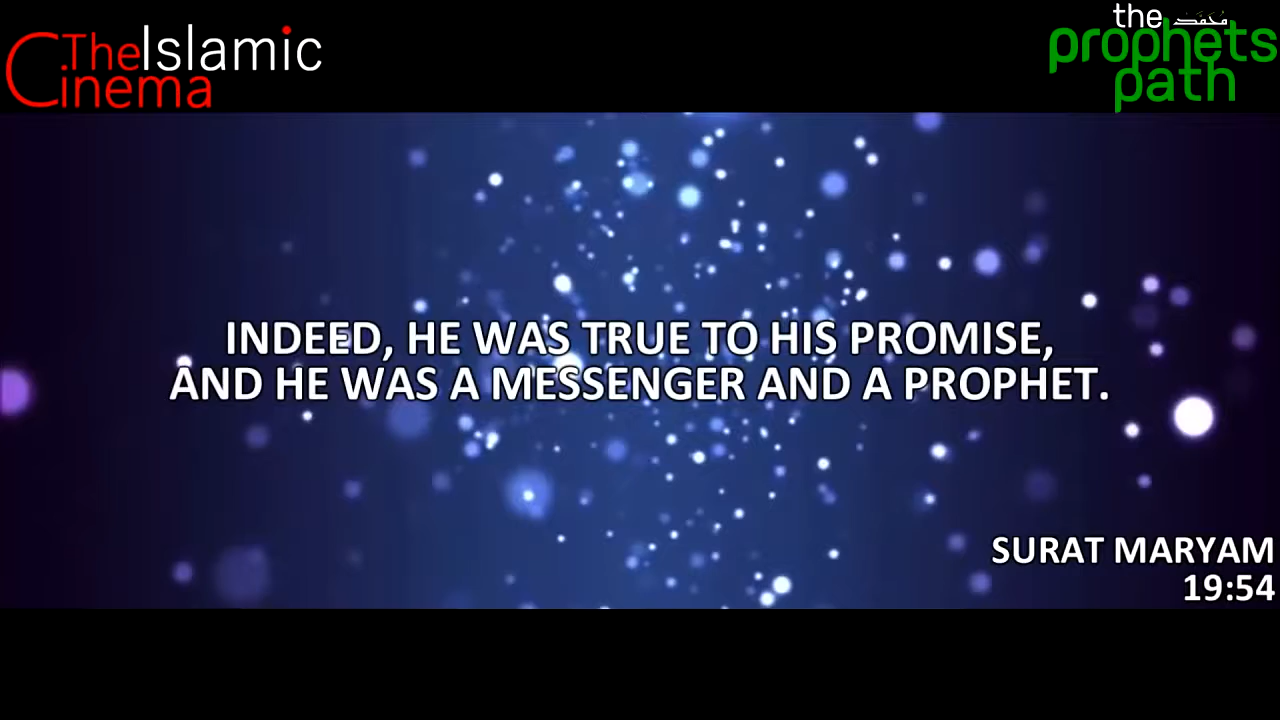 TheIslamic
Cinema
the محمد
prophets
path
INDEED, HE WAS TRUE TO HIS PROMISE,
AND HE WAS A MESSENGER AND A PROPHET.
SURAT MARYAM
19:54